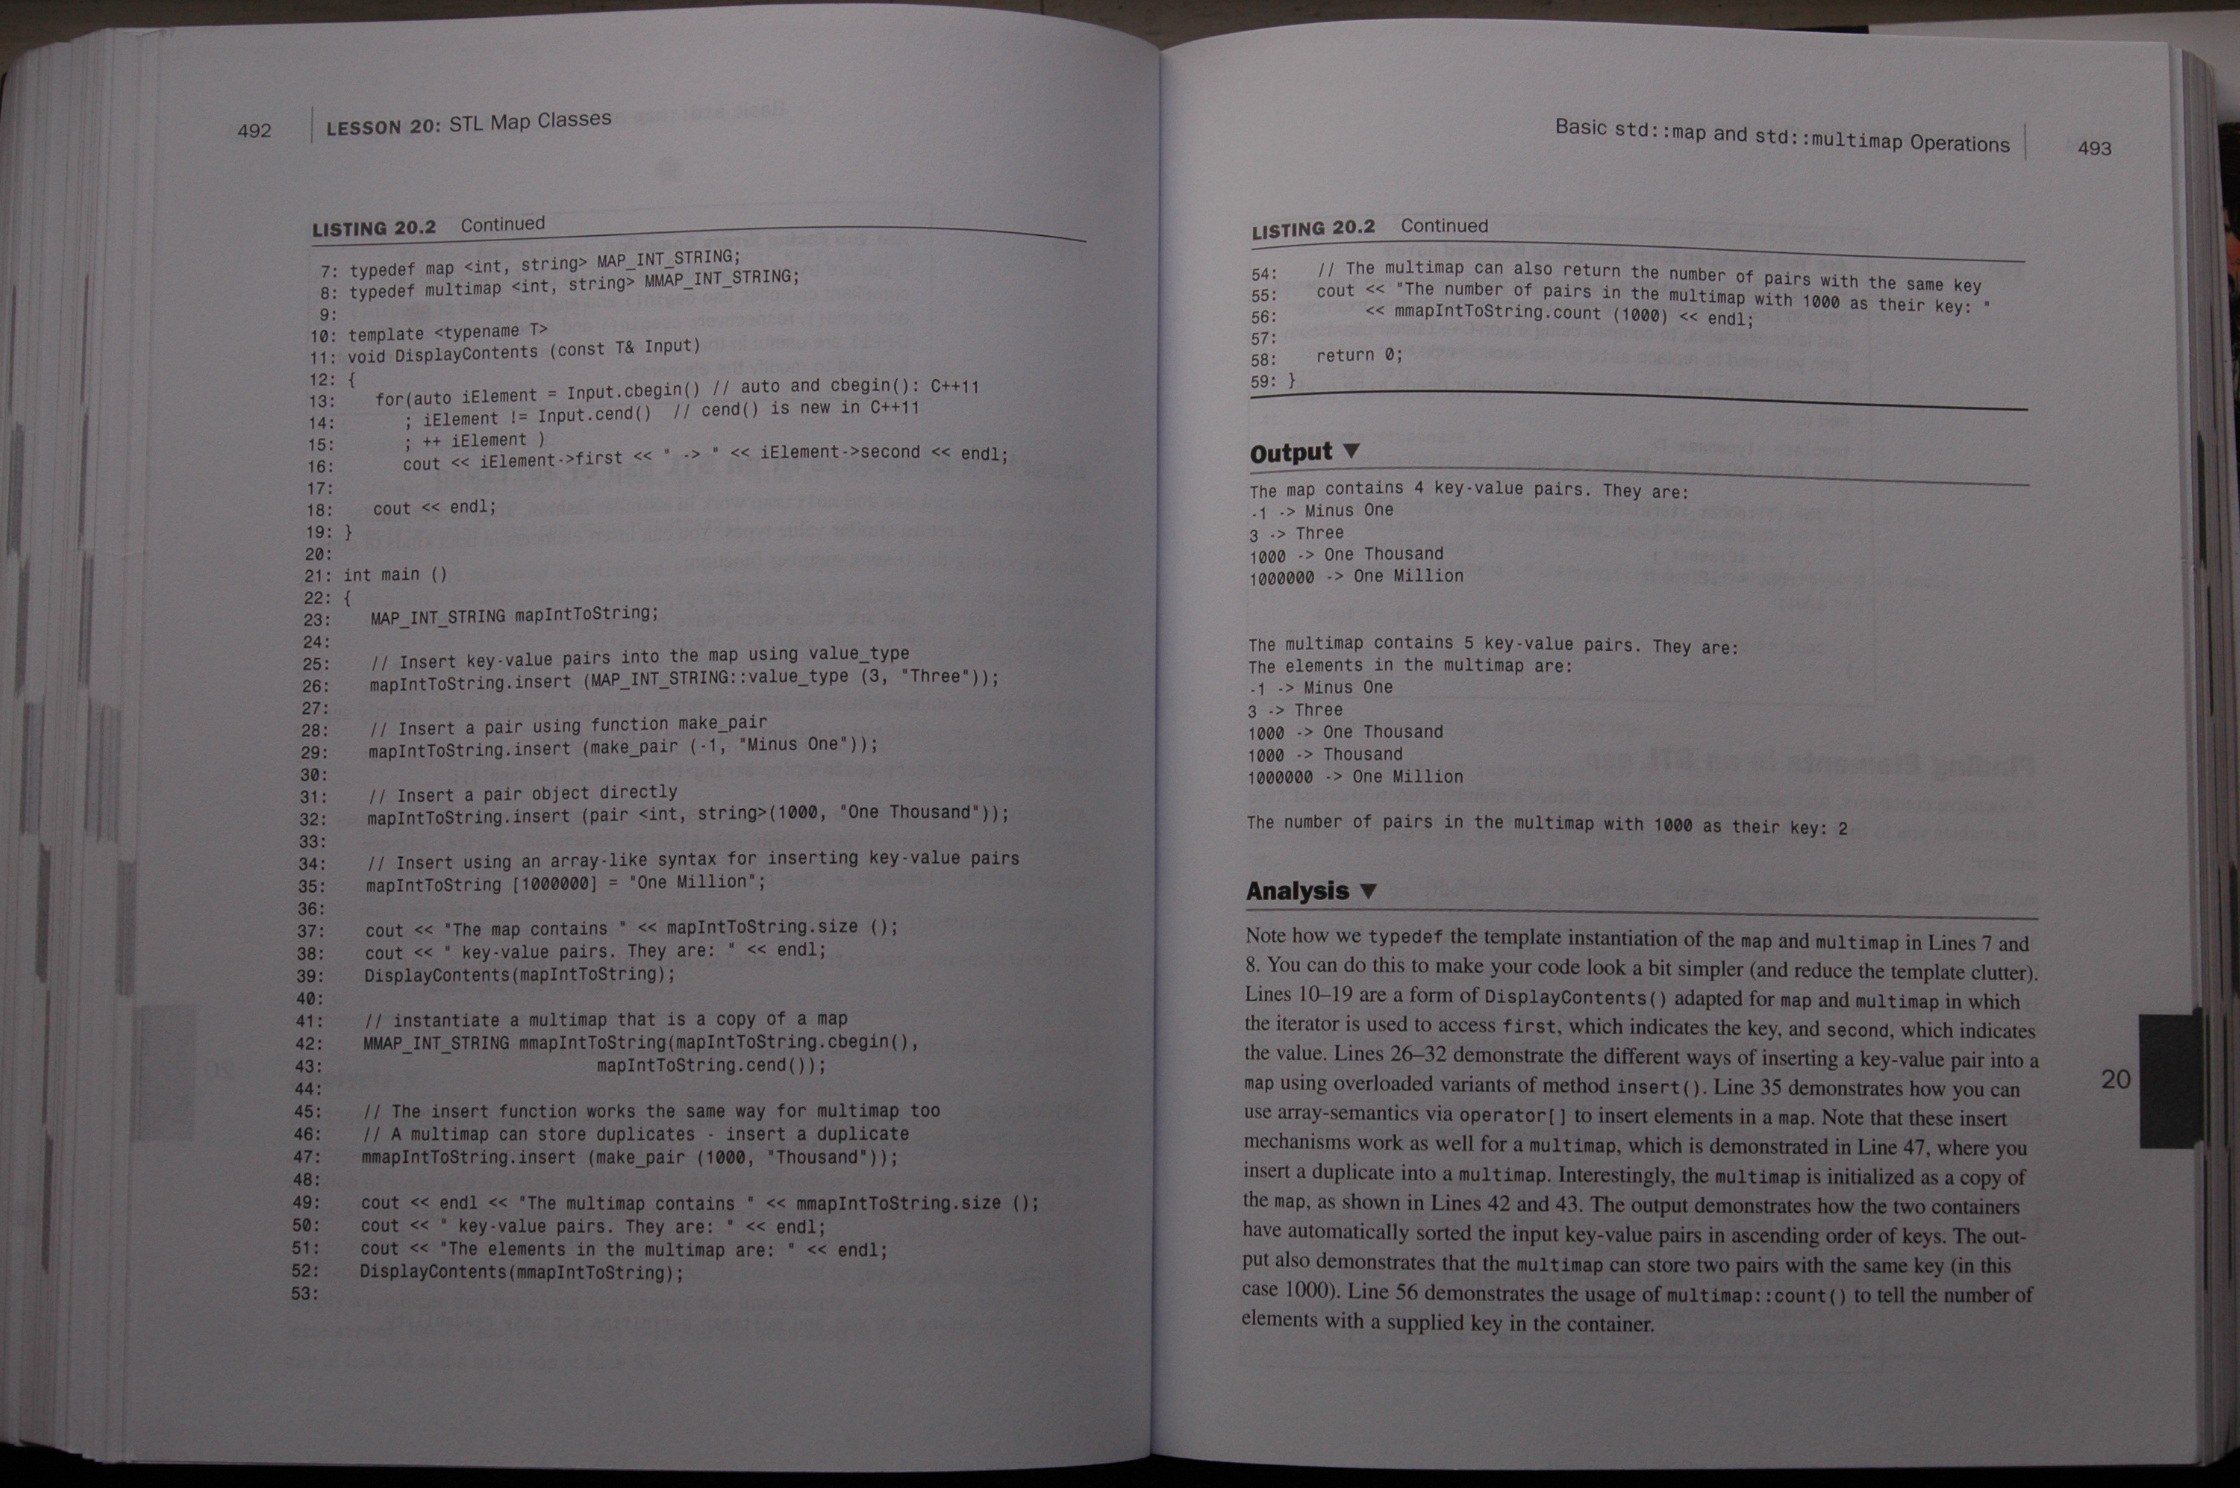 492 LESSON 20: STL Map Classes
LISTING 20.2 Continued
7: typedef map <int, string> MAP_INT_STRING;
8: typedef multimap <int, string> MMAP_INT_STRING;
9:
10: template <typename T>
11: void DisplayContents (const T& Input)
12: {
13: for(auto iElement = Input.cbegin() // auto and cbegin(): C++11
14: ; iElement != Input.cend() // cend() is new in C++11
15: ; ++ iElement )
16: cout << iElement->first << " -> " << iElement->second << endl;
17:
18: cout << endl;
19: }
20:
21: int main ()
22: {
23: MAP_INT_STRING mapIntToString;
24:
25: // Insert key-value pairs into the map using value_type
26: mapIntToString.insert (MAP_INT_STRING::value_type (3, "Three"));
27:
28: // Insert a pair using function make_pair
29: mapIntToString.insert (make_pair (-1, "Minus One"));
30:
31: // Insert a pair object directly
32: mapIntToString.insert (pair <int, string>(1000, "One Thousand"));
33:
34: // Insert using an array-like syntax for inserting key-value pairs
35: mapIntToString [1000000] = "One Million";
36:
37: cout << "The map contains " << mapIntToString.size ();
38: cout << " key-value pairs. They are: " << endl;
39: DisplayContents(mapIntToString);
40:
41: // instantiate a multimap that is a copy of a map
42: MMAP_INT_STRING mmapIntToString(mapIntToString.cbegin(),
43: mapIntToString.cend());
44:
45: // The insert function works the same way for multimap too
46: // A multimap can store duplicates - insert a duplicate
47: mmapIntToString.insert (make_pair (1000, "Thousand"));
48:
49: cout << endl << "The multimap contains " << mmapIntToString.size ();
50: cout << " key-value pairs. They are: " << endl;
51: cout << "The elements in the multimap are: " << endl;
52: DisplayContents(mmapIntToString);
53:
Basic std::map and std::multimap Operations 493
LISTING 20.2 Continued
54: // The multimap can also return the number of pairs with the same key
55: cout << "The number of pairs in the multimap with 1000 as their key: "
56: << mmapIntToString.count (1000) << endl;
57:
58: return 0;
59: }
Output ▼
The map contains 4 key-value pairs. They are:
-1 -> Minus One
3 -> Three
1000 -> One Thousand
1000000 -> One Million
The multimap contains 5 key-value pairs. They are:
The elements in the multimap are:
-1 -> Minus One
3 -> Three
1000 -> One Thousand
1000 -> Thousand
1000000 -> One Million
The number of pairs in the multimap with 1000 as their key: 2
Analysis ▼
Note how we typedef the template instantiation of the map and multimap in Lines 7 and
8. You can do this to make your code look a bit simpler (and reduce the template clutter).
Lines 10–19 are a form of DisplayContents() adapted for map and multimap in which
the iterator is used to access first, which indicates the key, and second, which indicates
the value. Lines 26–32 demonstrate the different ways of inserting a key-value pair into a
map using overloaded variants of method insert(). Line 35 demonstrates how you can
use array-semantics via operator[] to insert elements in a map. Note that these insert
mechanisms work as well for a multimap, which is demonstrated in Line 47, where you
insert a duplicate into a multimap. Interestingly, the multimap is initialized as a copy of
the map, as shown in Lines 42 and 43. The output demonstrates how the two containers
have automatically sorted the input key-value pairs in ascending order of keys. The out-
put also demonstrates that the multimap can store two pairs with the same key (in this
case 1000). Line 56 demonstrates the usage of multimap::count() to tell the number of
elements with a supplied key in the container.
20